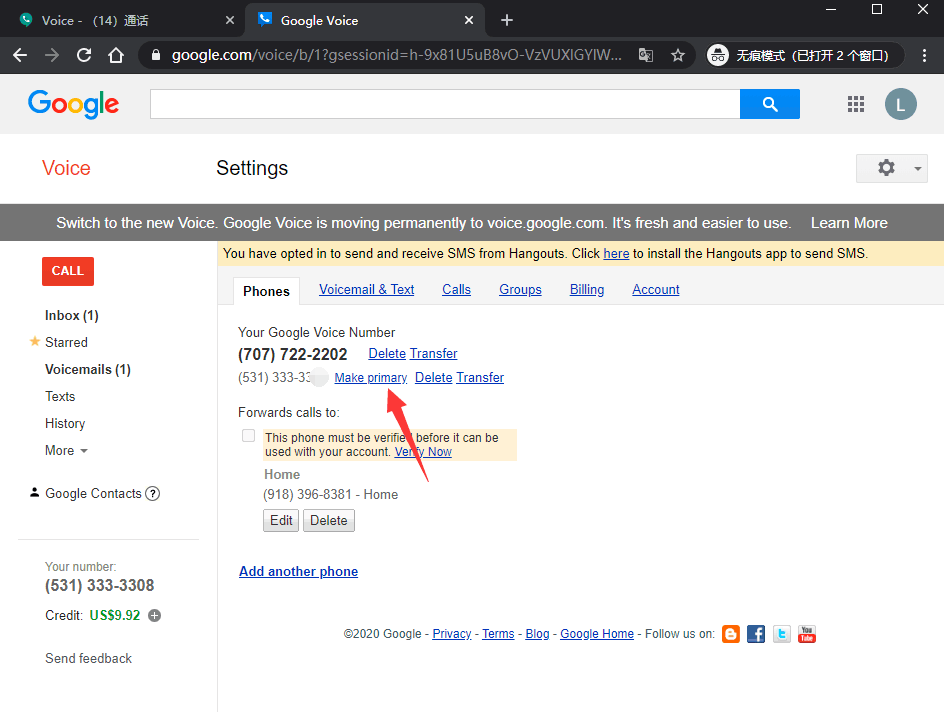 Voice - （14）通话
Google Voice
google.com/voice/b/1?gsessionid=h-9x81U5uB8vO-VzVUXlGYlW...
无痕模式（已打开 2 个窗口）
Google
L
Voice
Settings
Switch to the new Voice. Google Voice is moving permanently to voice.google.com. It's fresh and easier to use. Learn More
CALL
You have opted in to send and receive SMS from Hangouts. Click here to install the Hangouts app to send SMS.
Phones Voicemail & Text Calls Groups Billing Account
Inbox (1)
Starred
Voicemails (1)
Texts
History
More
Google Contacts ?
Your number:
(531) 333-3308
Credit: US$9.92
Send feedback
Your Google Voice Number
(707) 722-2202 Delete Transfer
(531) 333-33 Make primary Delete Transfer
Forwards calls to:
This phone must be verified before it can be
used with your account. Verify Now
Home
(918) 396-8381 - Home
Edit Delete
Add another phone
©2020 Google - Privacy - Terms - Blog - Google Home - Follow us on:
You Tube